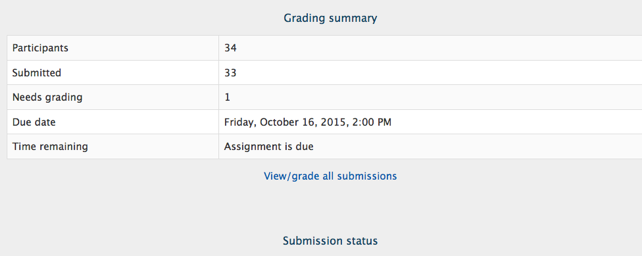 Grading summary
Participants 34
Submitted 33
Needs grading 1
Due date Friday, October 16, 2015, 2:00 PM
Time remaining Assignment is due
View/grade all submissions
Submission status